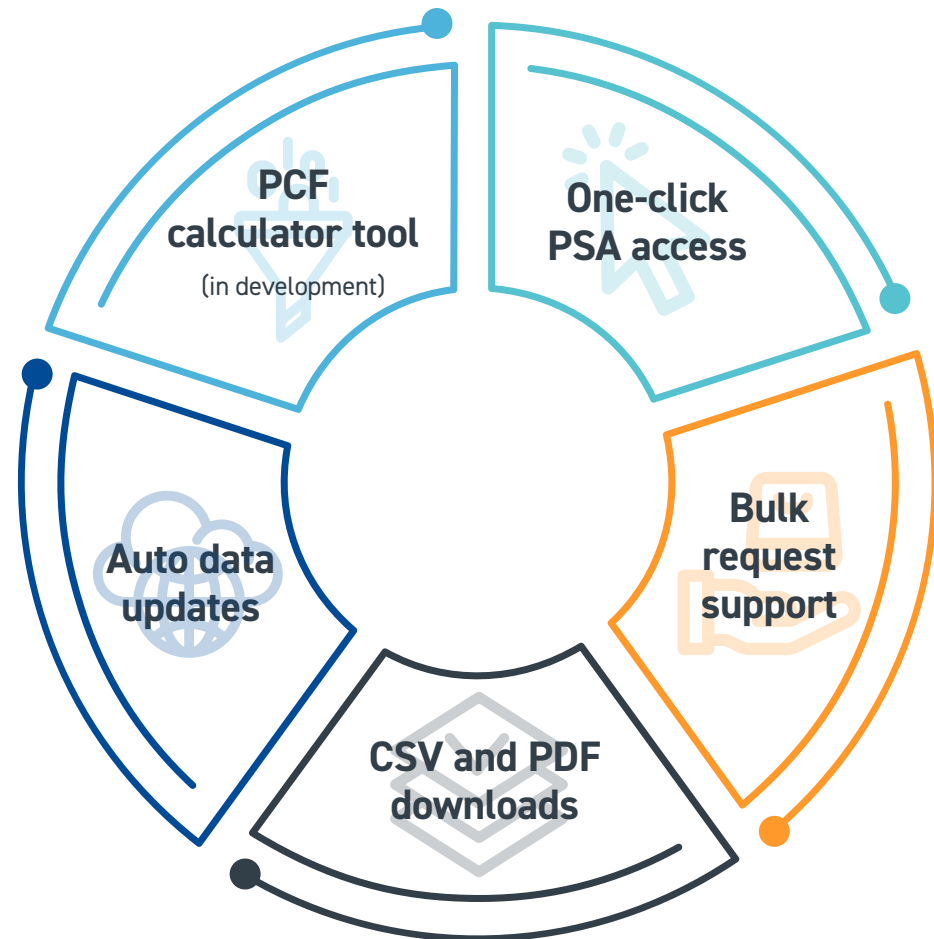 PCF
calculator tool
(in development)
One-click
PSA access
Bulk
request
support
CSV and PDF
downloads
Auto data
updates